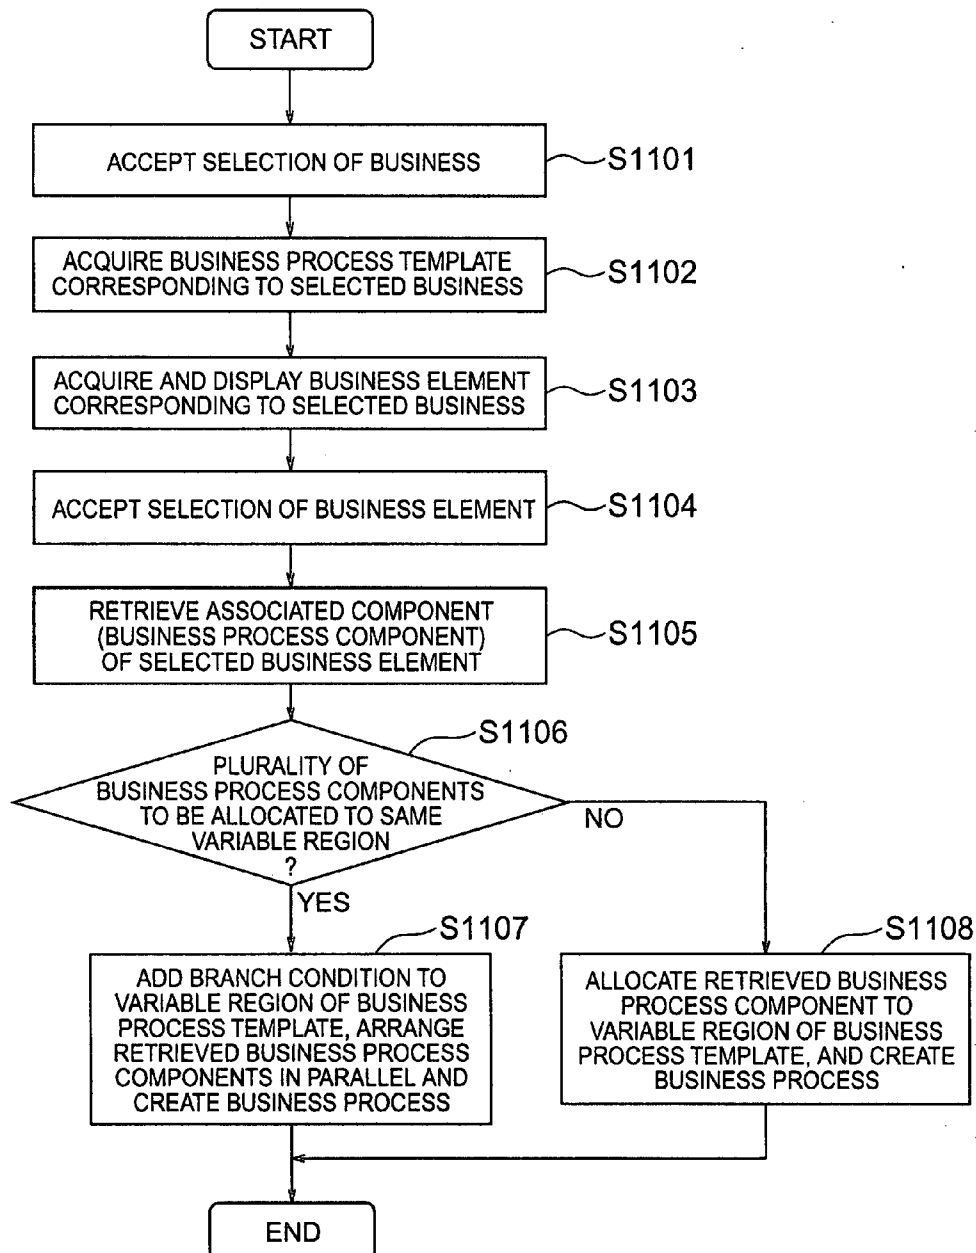 START
ACCEPT SELECTION OF BUSINESS
S1101
ACQUIRE BUSINESS PROCESS TEMPLATE
CORRESPONDING TO SELECTED BUSINESS
S1102
ACQUIRE AND DISPLAY BUSINESS ELEMENT
CORRESPONDING TO SELECTED BUSINESS
S1103
ACCEPT SELECTION OF BUSINESS ELEMENT
S1104
RETRIEVE ASSOCIATED COMPONENT
(BUSINESS PROCESS COMPONENT)
OF SELECTED BUSINESS ELEMENT
S1105
S1106
PLURALITY OF
BUSINESS PROCESS COMPONENTS
TO BE ALLOCATED TO SAME
VARIABLE REGION
?
NO
YES
S1107
ADD BRANCH CONDITION TO
VARIABLE REGION OF BUSINESS
PROCESS TEMPLATE, ARRANGE
RETRIEVED BUSINESS PROCESS
COMPONENTS IN PARALLEL AND
CREATE BUSINESS PROCESS
S1108
ALLOCATE RETRIEVED BUSINESS
PROCESS COMPONENT TO
VARIABLE REGION OF BUSINESS
PROCESS TEMPLATE, AND CREATE
BUSINESS PROCESS
END